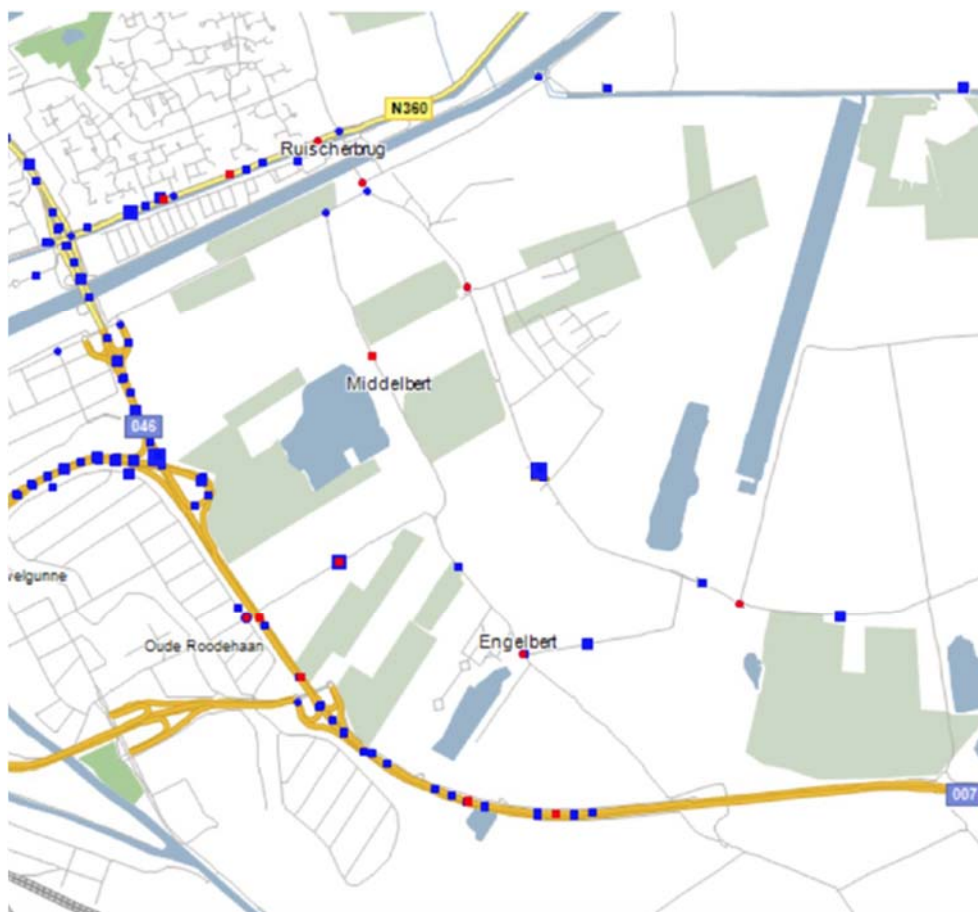 N360
Ruischerbrug
Middelbert
046
velgunne
Oude Roodehaan
Engelbert
007